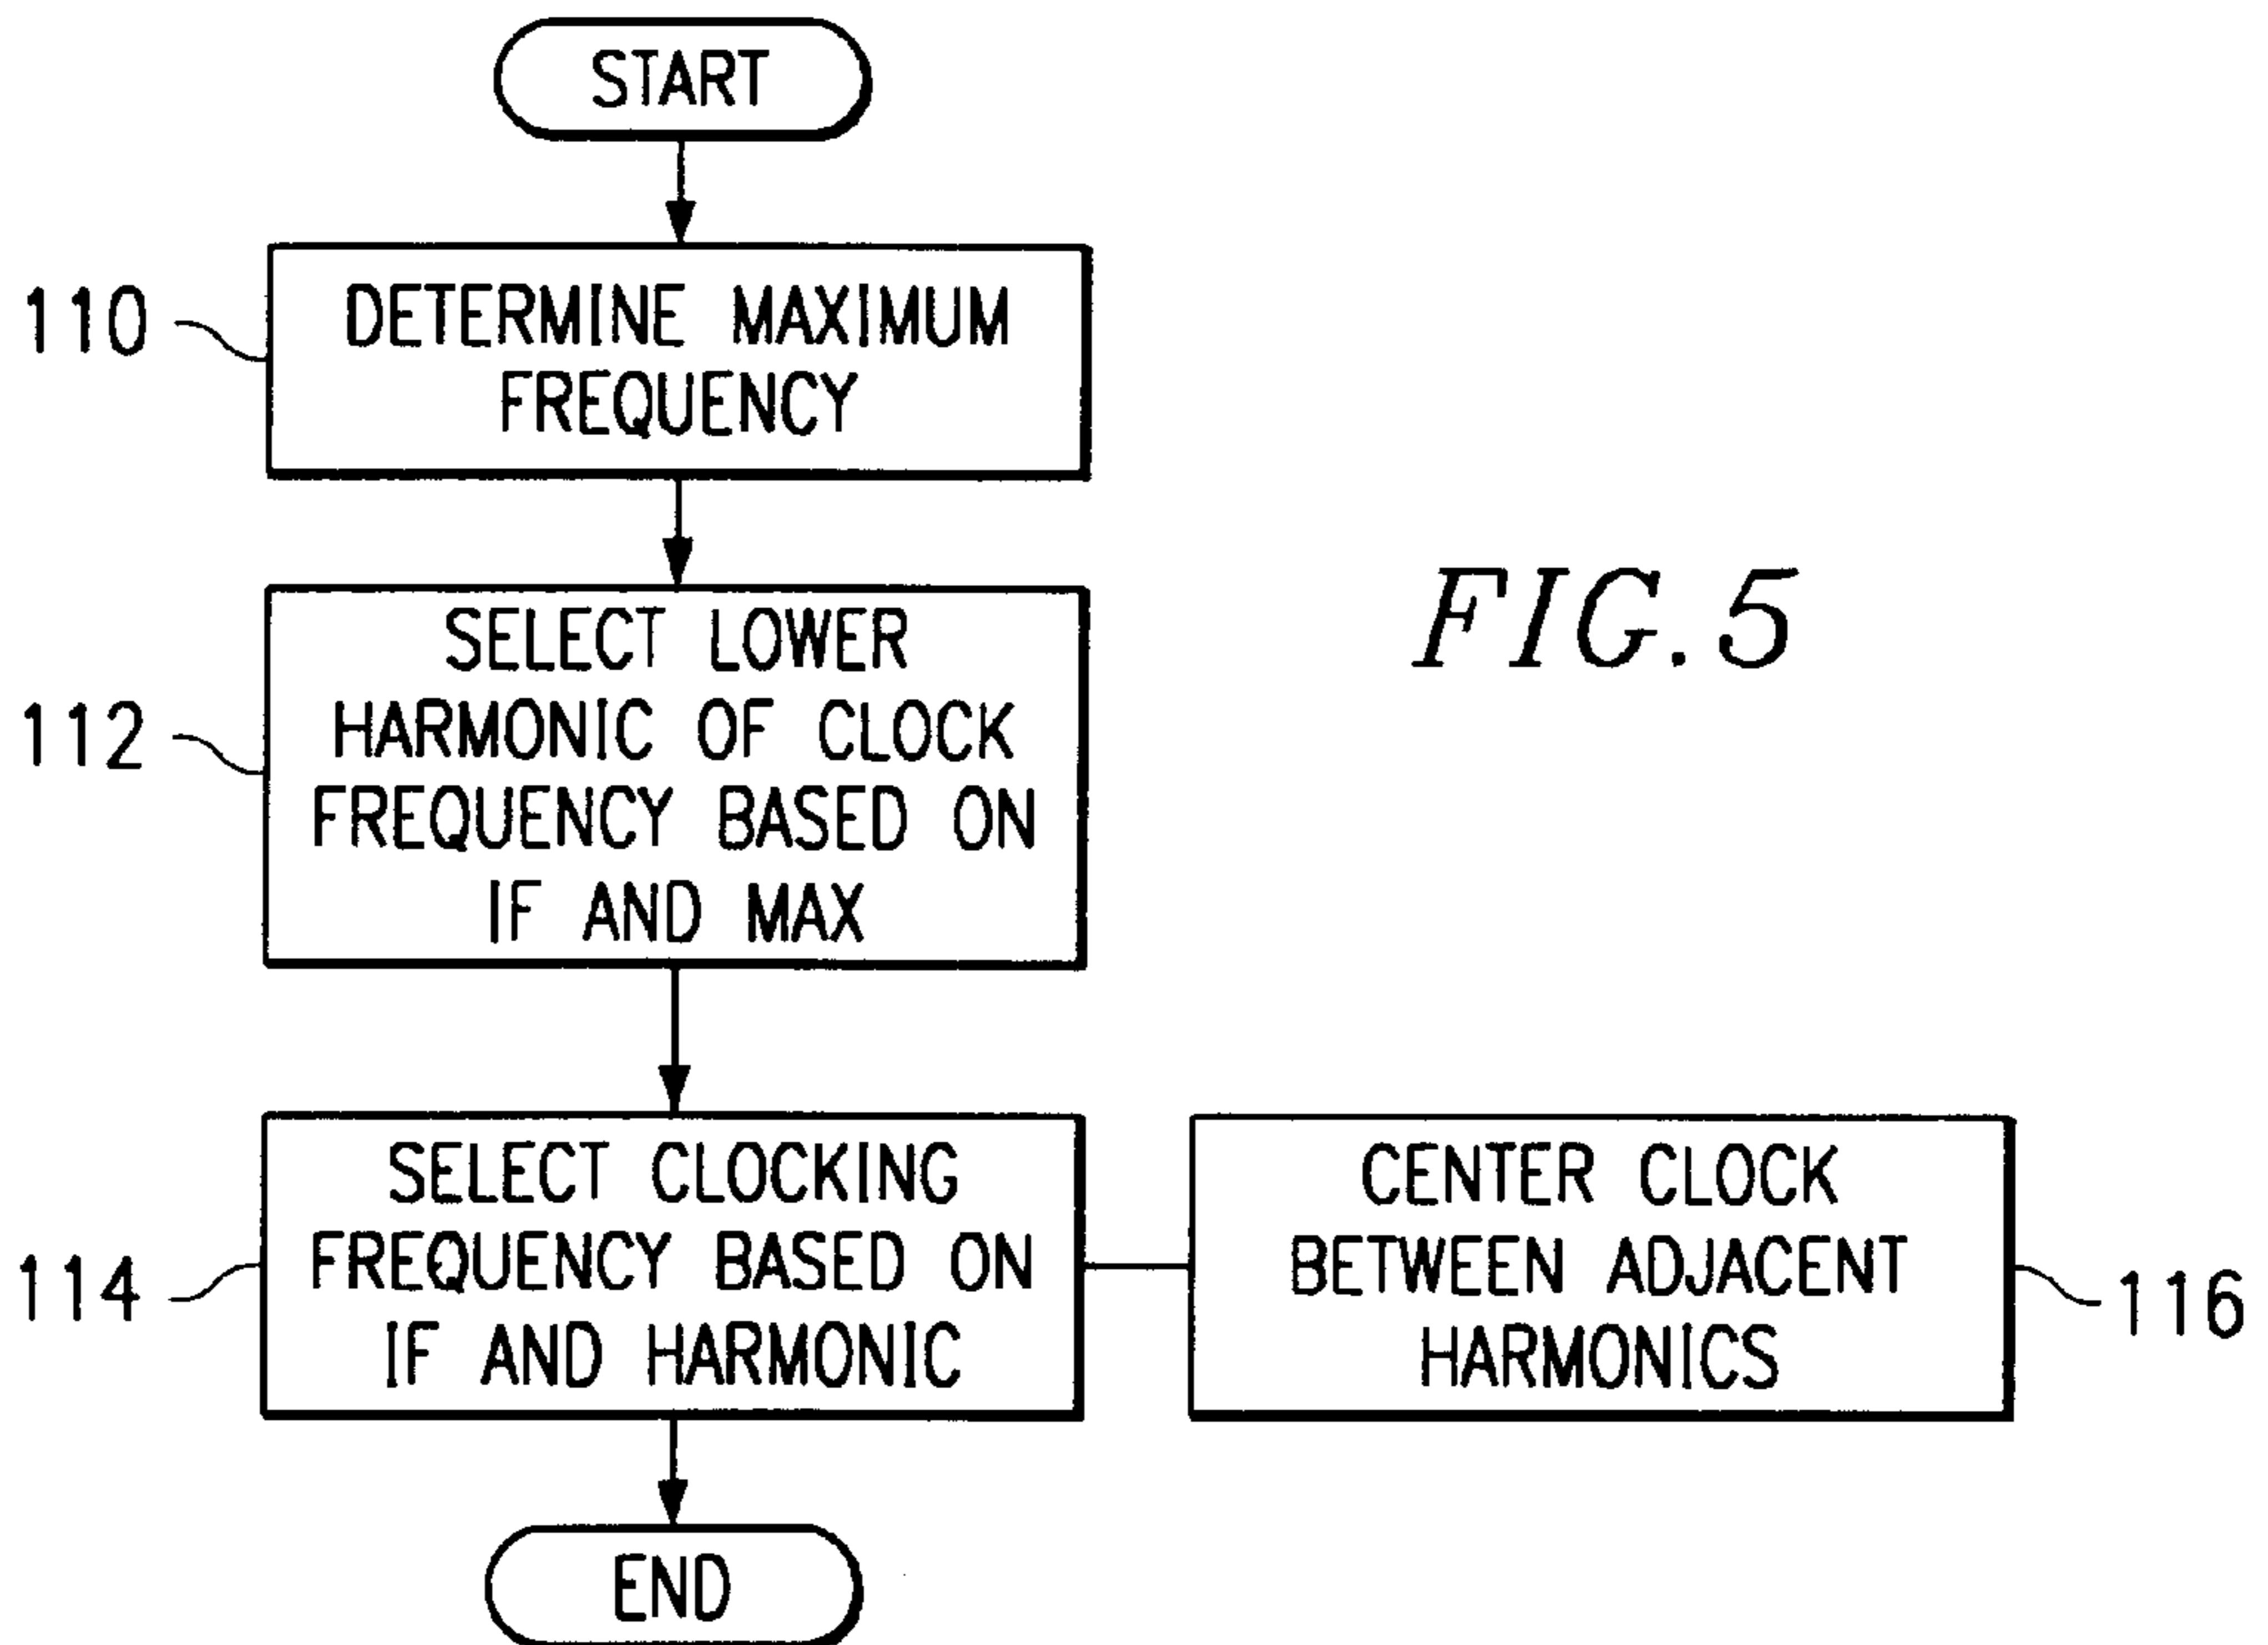 START
110
DETERMINE MAXIMUM
FREQUENCY
112
SELECT LOWER
HARMONIC OF CLOCK
FREQUENCY BASED ON
IF AND MAX
FIG. 5
114
SELECT CLOCKING
FREQUENCY BASED ON
IF AND HARMONIC
CENTER CLOCK
BETWEEN ADJACENT
HARMONICS
116
END